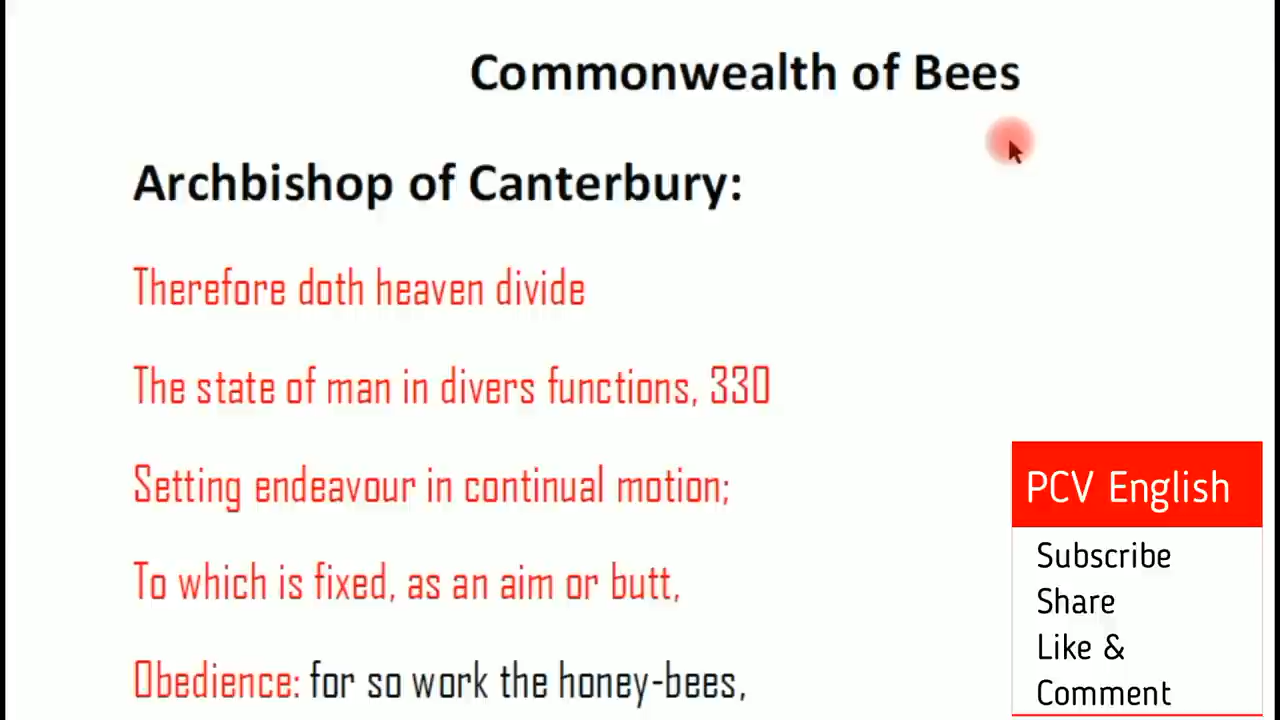 Commonwealth of Bees
Archbishop of Canterbury:
Therefore doth heaven divide
The state of man in divers functions, 330
Setting endeavour in continual motion;
To which is fixed, as an aim or butt,
Obedience: for so work the honey-bees,
PCV English
Subscribe
Share
Like &
Comment